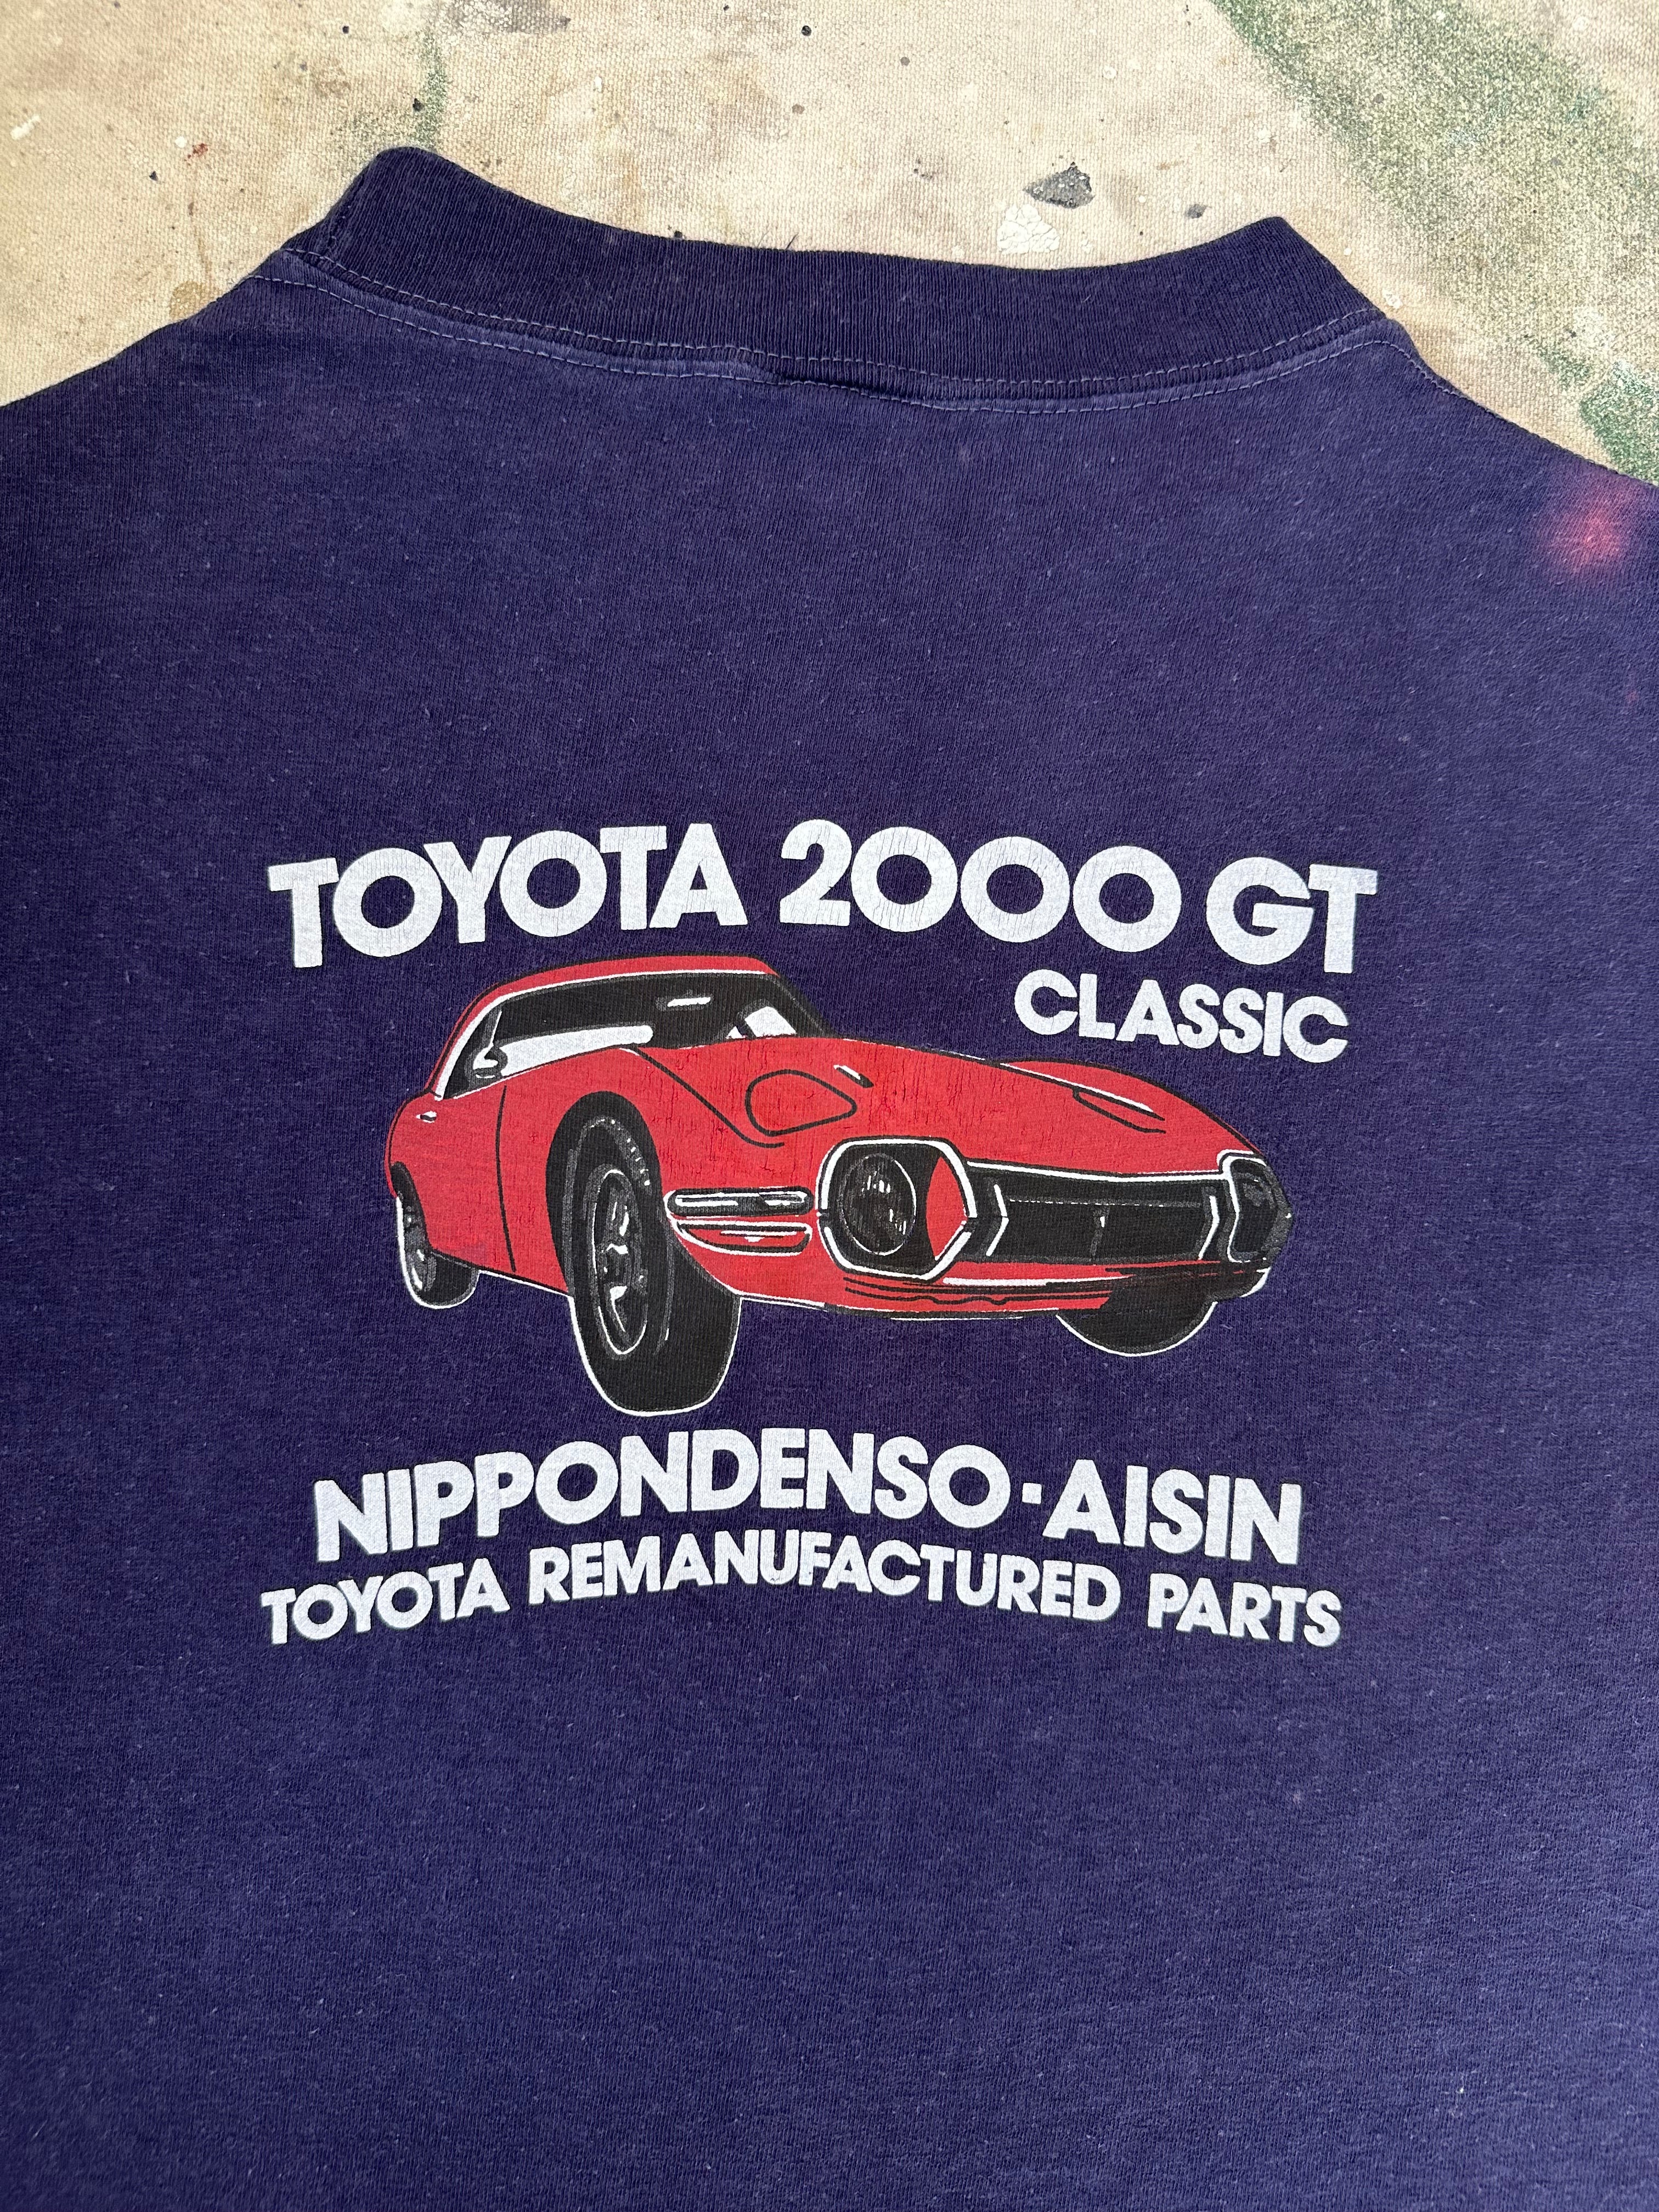 TOYOTA 2000 GT
CLASSIC
NIPPONDENSO·AISIN
TOYOTA REMANUFACTURED PARTS